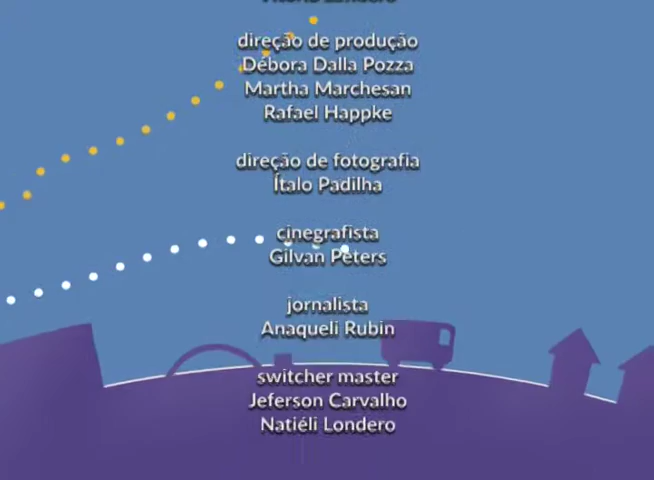 direção de produção
Débora Dalla Pozza
Martha Marchesan
Rafael Happke
direção de fotografia
Ítalo Padilha
cinegrafista
Gilvan Peters
jornalista
Anaqueli Rubin
switcher master
Jeferson Carvalho
Natiéli Londero